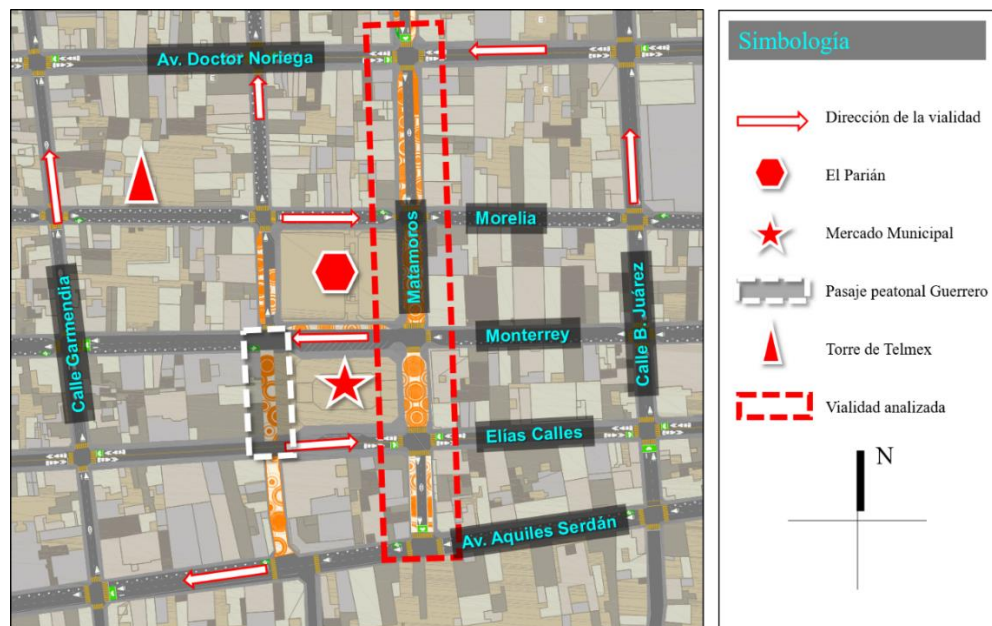 Av. Doctor Noriega
Morelia
Matamoros
Monterrey
Calle Garmendia
Calle B. Juárez
Elías Calles
Av. Aquiles Serdán
Simbología
Dirección de la vialidad
El Parián
Mercado Municipal
Pasaje peatonal Guerrero
Torre de Telmex
Vialidad analizada
N